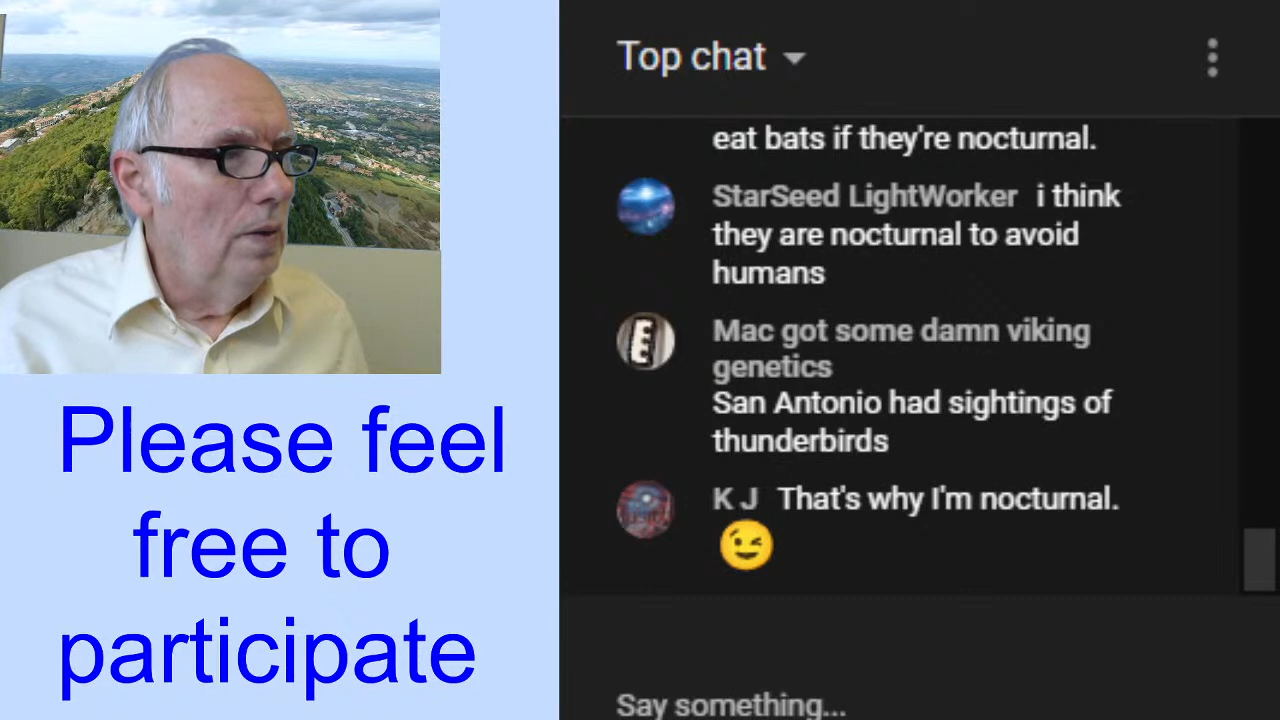 Please feel
free to
participate
Top chat
eat bats if they're nocturnal.
StarSeed LightWorker i think
they are nocturnal to avoid
humans
Mac got some damn viking
genetics
San Antonio had sightings of
thunderbirds
K J That's why I'm nocturnal.
😉
Say something...